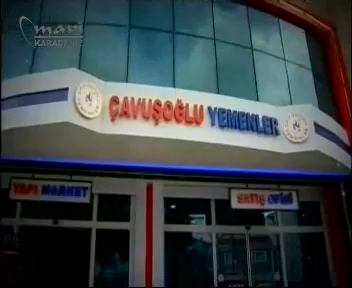 mavi
KARADENİZ
ÇAVUŞOĞLU YEMENLER
YAPI MARKET
SATIŞ OFİSİ